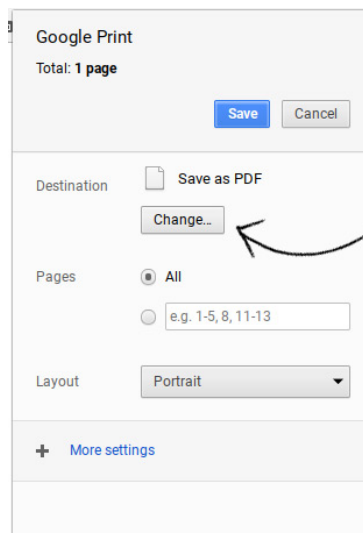 Google Print
Total: 1 page
Save
Cancel
Destination
Save as PDF
Change...
Pages
All
e.g. 1-5, 8, 11-13
Layout
Portrait
More settings